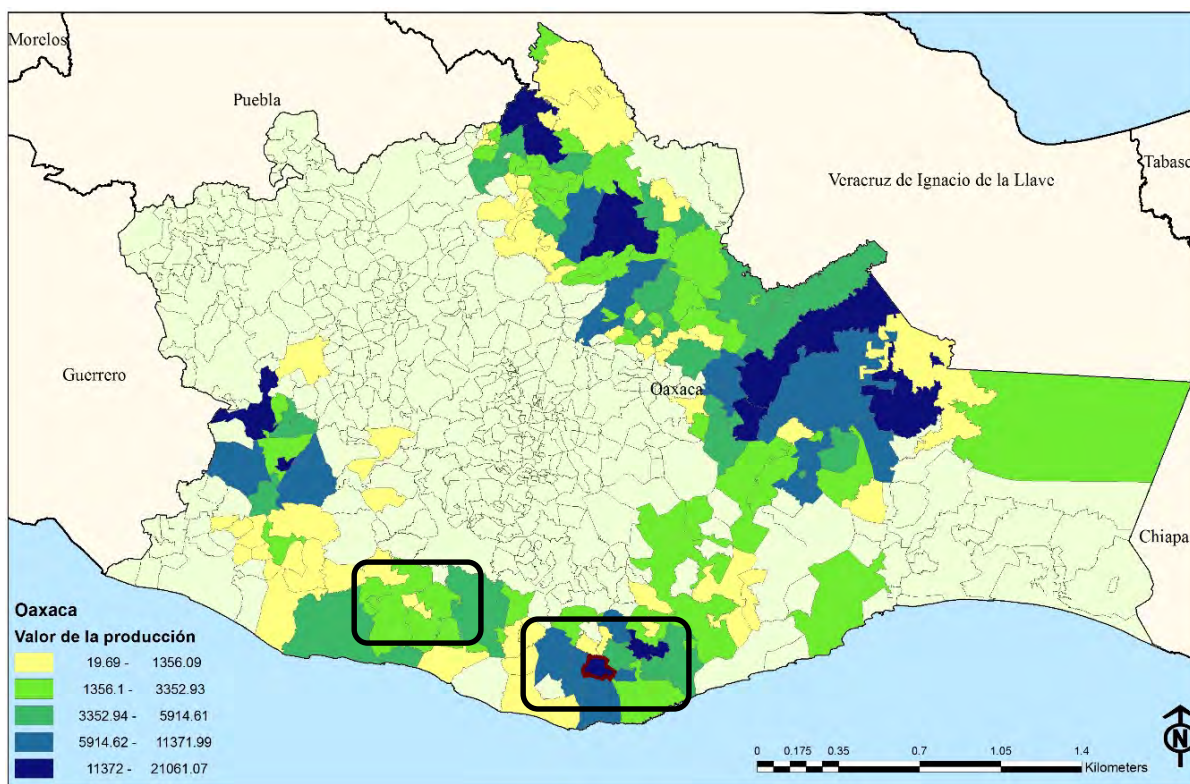 Morelos
Puebla
Tabasc
Veracruz de Ignacio de la Llave
Guerrero
Oaxaca
Chiapa
Oaxaca
Valor de la producción
19.69 - 1356.09
1356.1 - 3352.93
3352.94 - 5914.61
5914.62 - 11371.99
11372 - 21061.07
N
0 0.175 0.35 0.7 1.05 1.4
Kilometers